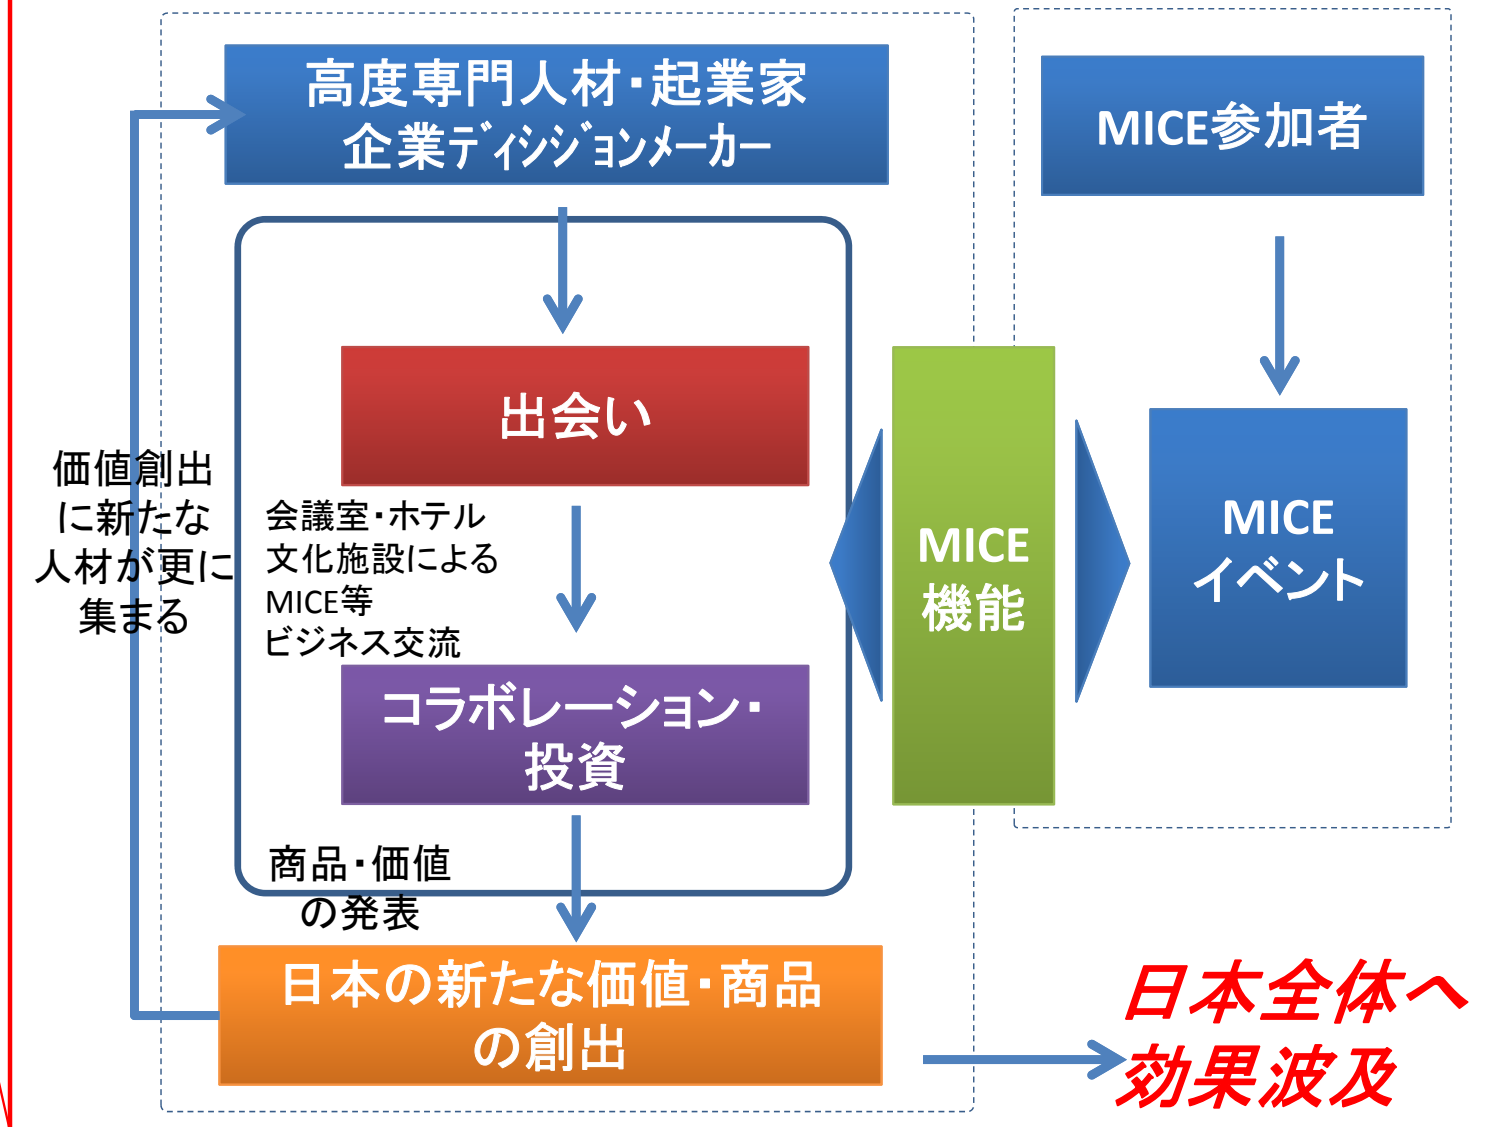 高度専門人材・起業家
企業ﾃﾞｨｼｼﾞｮﾝﾒｰｶｰ
MICE参加者
出会い
会議室・ホテル
文化施設による
MICE等
ビジネス交流
価値創出
に新たな
人材が更に
集まる
MICE
機能
MICE
イベント
コラボレーション・
投資
商品・価値
の発表
日本の新たな価値・商品
の創出
日本全体へ
効果波及